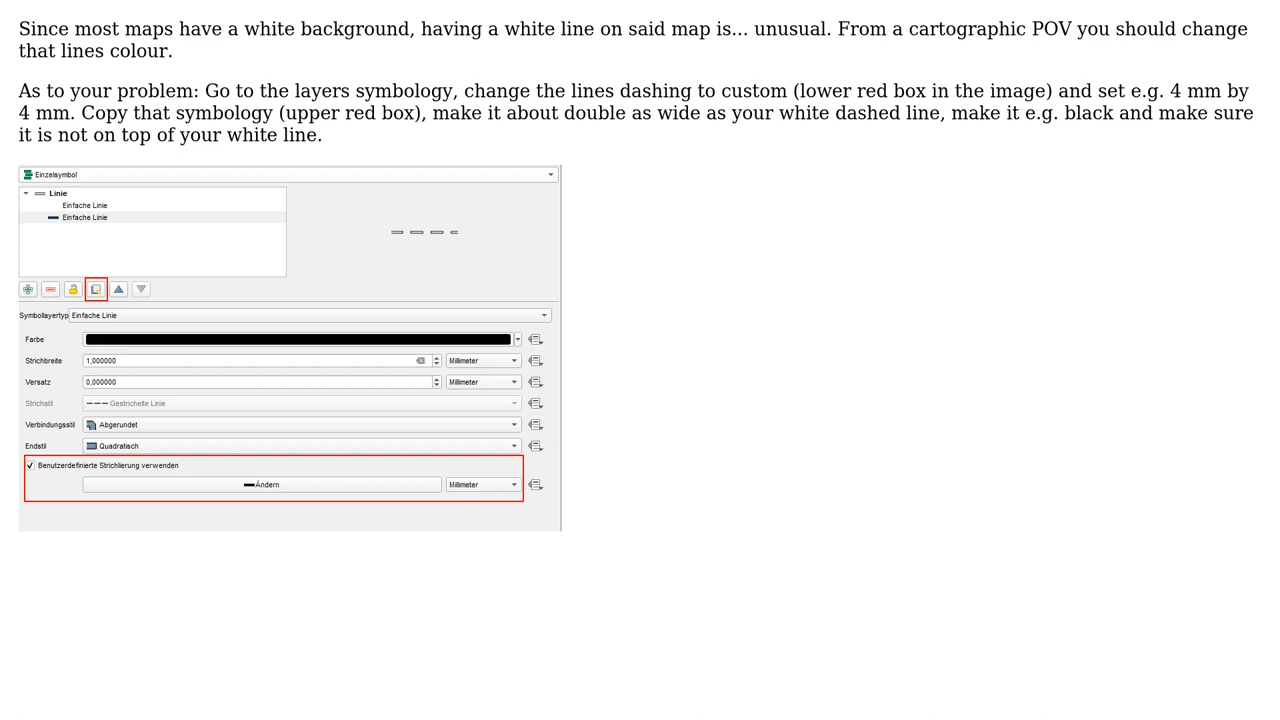 Since most maps have a white background, having a white line on said map is... unusual. From a cartographic POV you should change
that lines colour.
As to your problem: Go to the layers symbology, change the lines dashing to custom (lower red box in the image) and set e.g. 4 mm by
4 mm. Copy that symbology (upper red box), make it about double as wide as your white dashed line, make it e.g. black and make sure
it is not on top of your white line.
Einzelsymbol
Linie
Einfache Linie
Einfache Linie
Symbollayertyp Einfache Linie
Farbe
Strichbreite 1,000000 Millimeter
Versatz 0,000000 Millimeter
Strichstil Gestrichelte Linie
Verbindungsstil Abgerundet
Endstil Quadratisch
Benutzerdefinierte Strichlierung verwenden
Ändern Millimeter